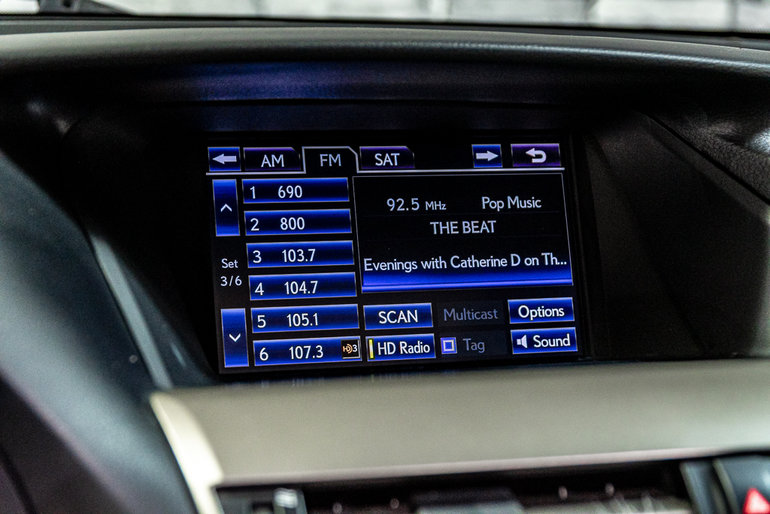 AM FM SAT
1 690
2 800
3 103.7
4 104.7
5 105.1
6 107.3 HD3
Set
3/6
92.5 MHz Pop Music
THE BEAT
Evenings with Catherine D on Th...
SCAN Multicast Options
HD Radio Tag Sound